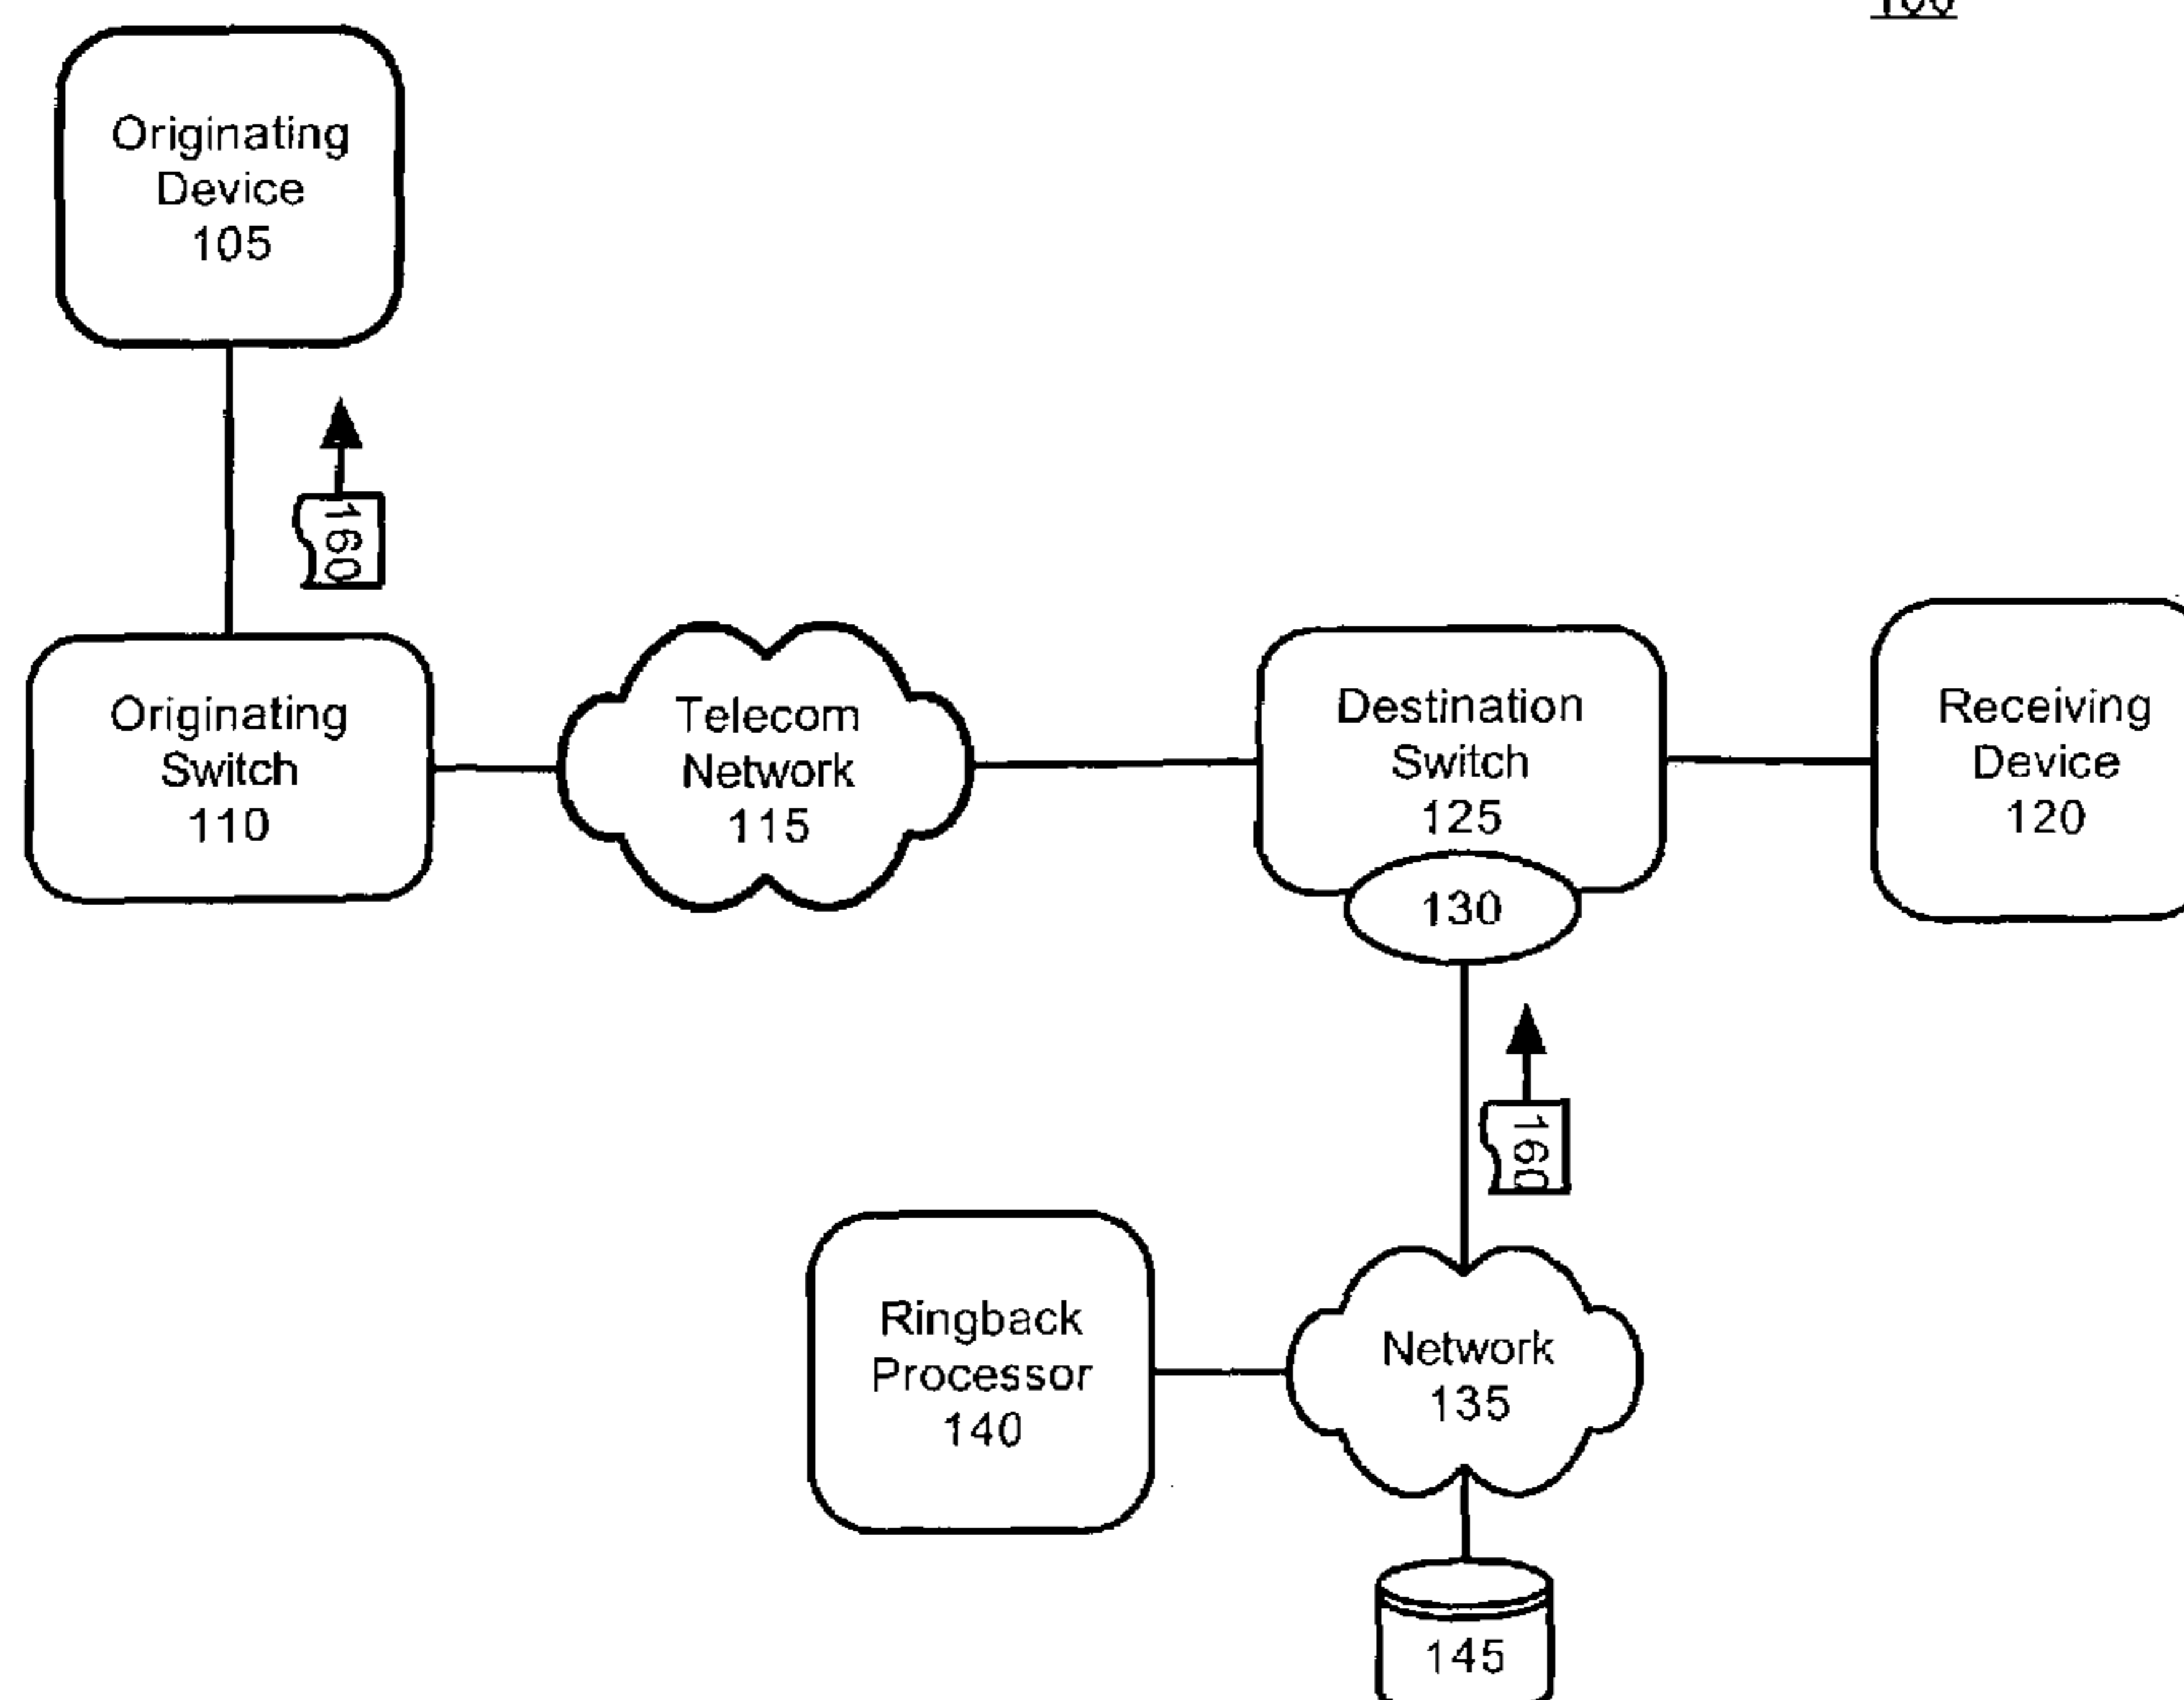 Originating
Device
105
160
Originating
Switch
110
Telecom
Network
115
Destination
Switch
125
130
Receiving
Device
120
160
Ringback
Processor
140
Network
135
145